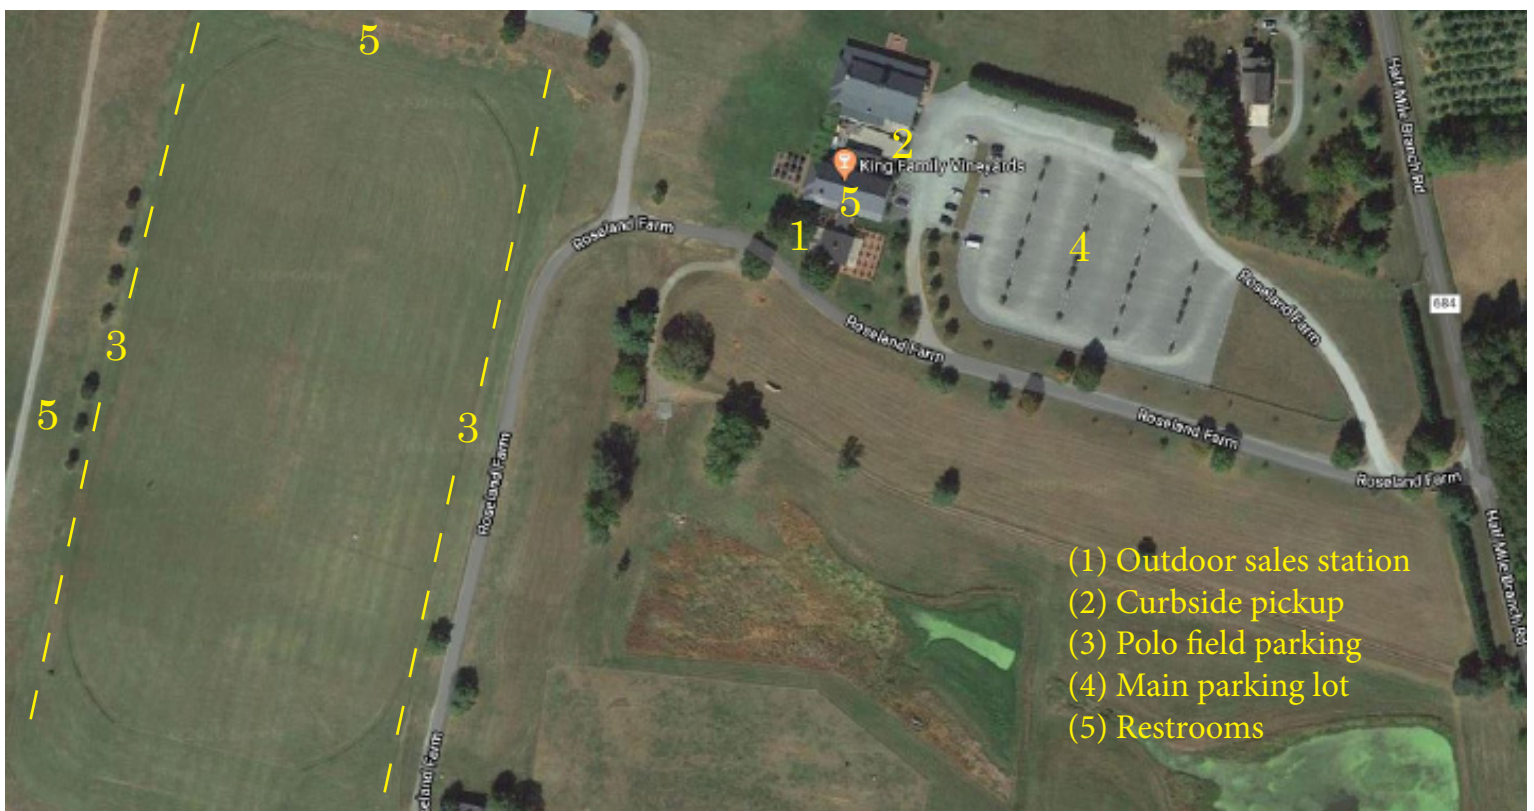 5
2
King Family Vineyards
5
1
4
Roseland Farm
Half Mile Branch Rd
684
Roseland Farm
Roseland Farm
3
5
3
Roseland Farm
Roseland Farm
Roseland Farm
Half Mile Branch Rd
(1) Outdoor sales station
(2) Curbside pickup
(3) Polo field parking
(4) Main parking lot
(5) Restrooms
eland Farm